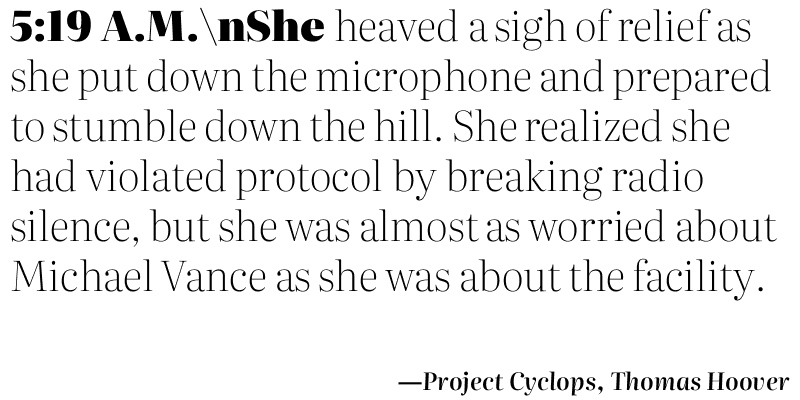 5:19 A.M.\nShe heaved a sigh of relief as
she put down the microphone and prepared
to stumble down the hill. She realized she
had violated protocol by breaking radio
silence, but she was almost as worried about
Michael Vance as she was about the facility.
—Project Cyclops, Thomas Hoover